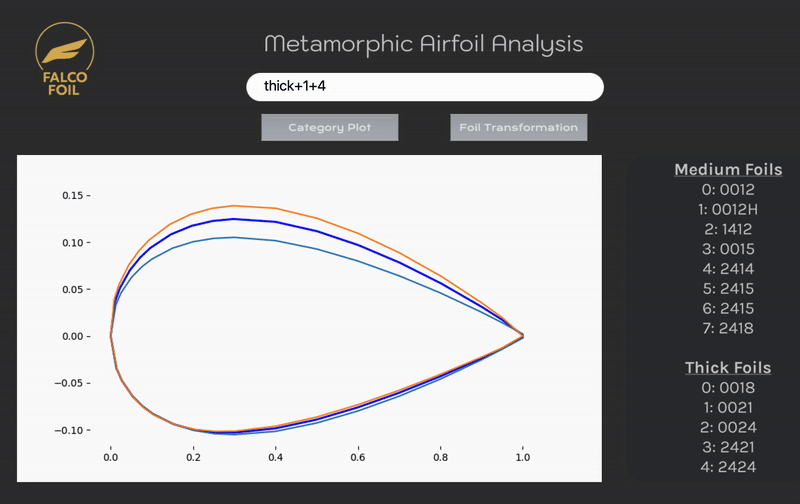 FALCO
FOIL
Metamorphic Airfoil Analysis
thick+1+4
Category Plot
Foil Transformation
0.15
0.10
0.05
0.00
−0.05
−0.10
0.0
0.2
0.4
0.6
0.8
1.0
Medium Foils
0: 0012
1: 0012H
2: 1412
3: 0015
4: 2414
5: 2415
6: 2415
7: 2418
Thick Foils
0: 0018
1: 0021
2: 0024
3: 2421
4: 2424